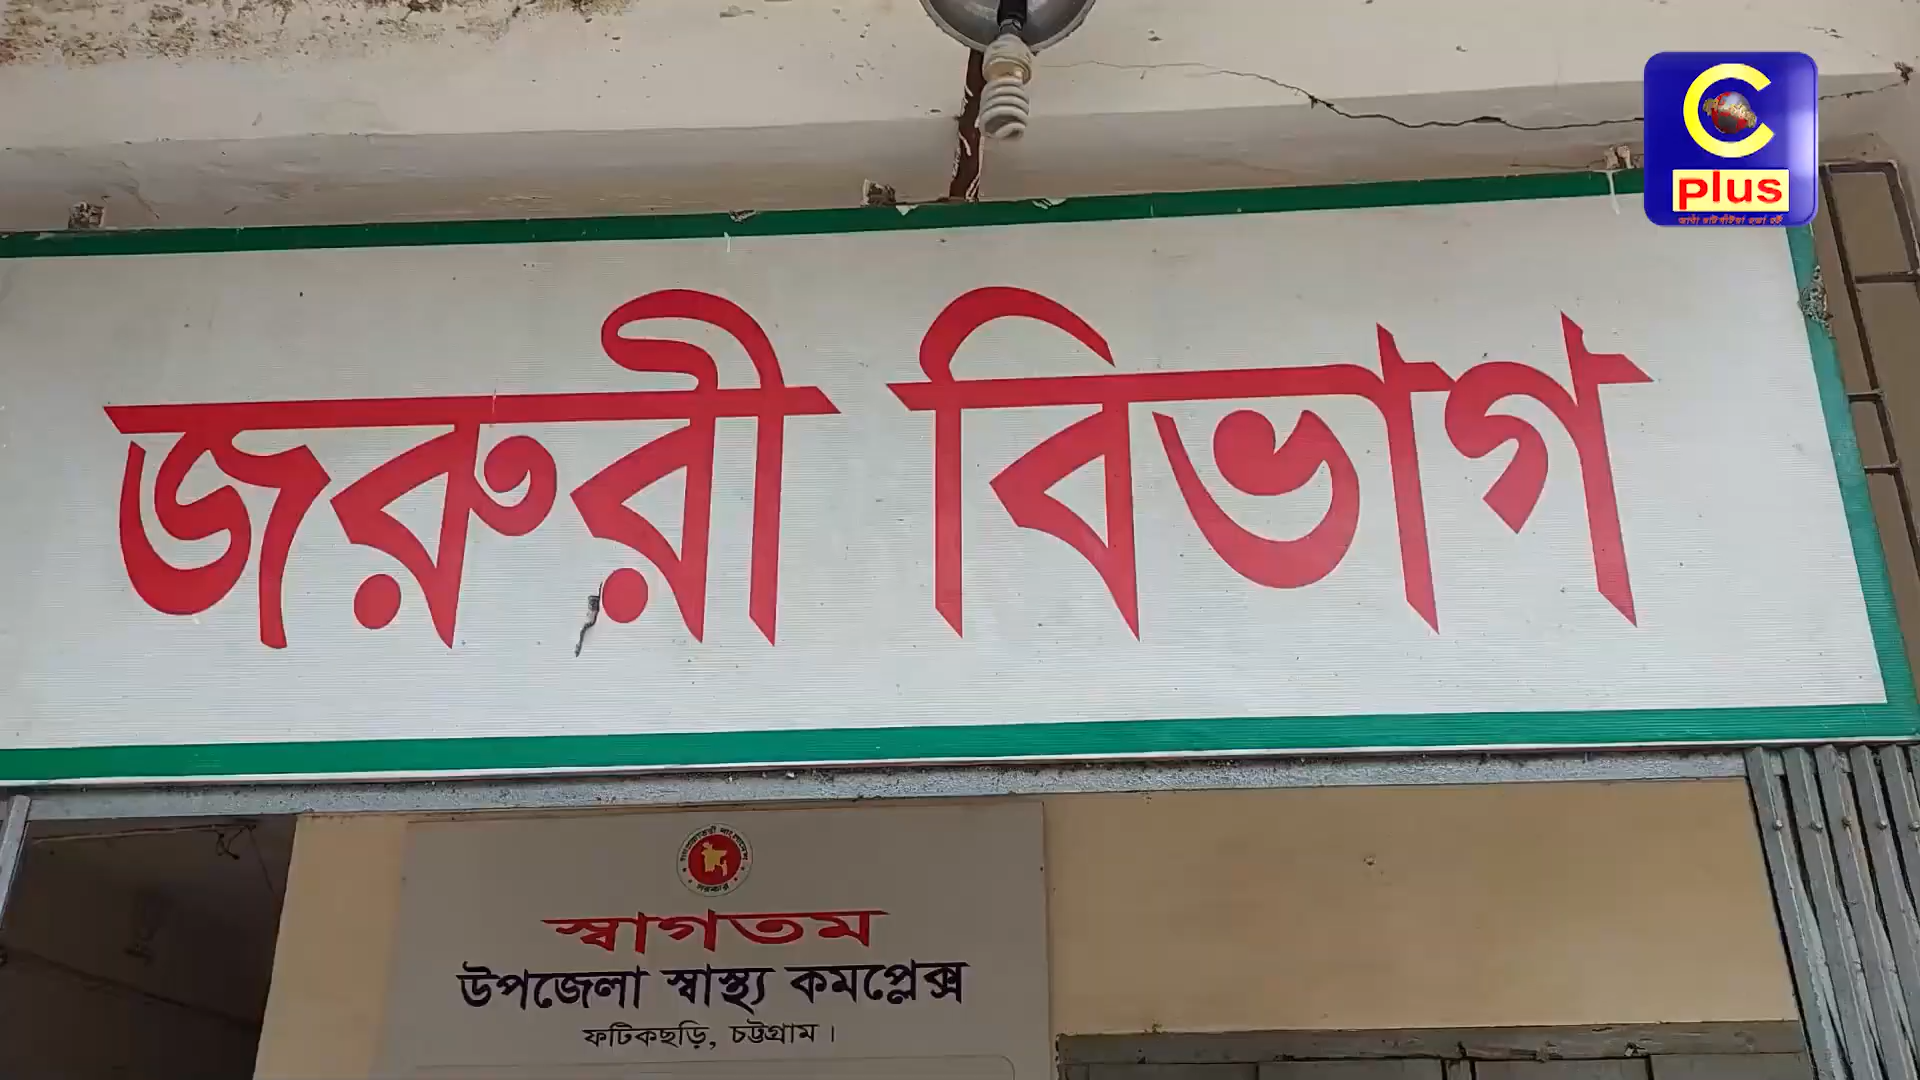 C
plus
জরুরী বিভাগ
স্বাগতম
উপজেলা স্বাস্থ্য কমপ্লেক্স
ফটিকছড়ি, চট্টগ্রাম।